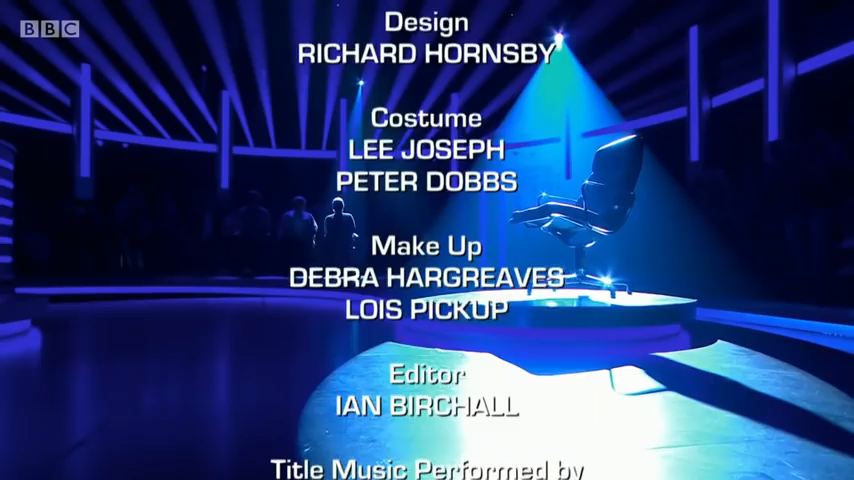 BBC
Design
RICHARD HORNSBY
Costume
LEE JOSEPH
PETER DOBBS
Make Up
DEBRA HARGREAVES
LOIS PICKUP
Editor
IAN BIRCHALL
Title Music Performed by